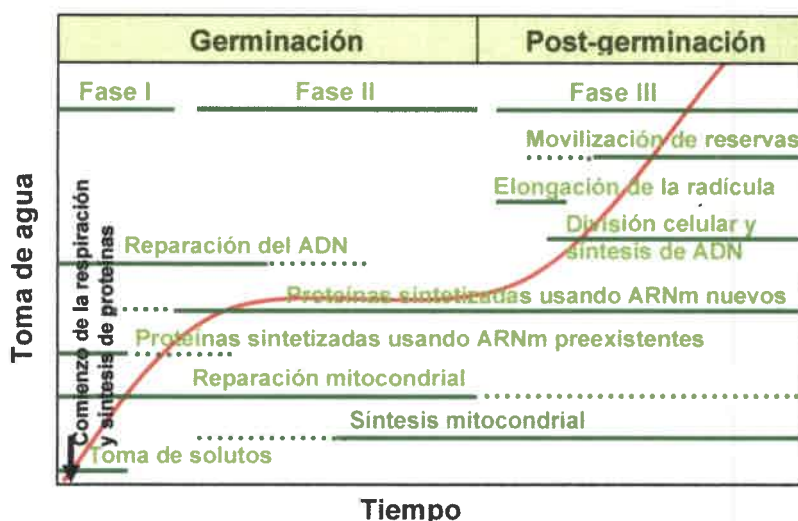 Germinación
Post-germinación
Fase I
Fase II
Fase III
Movilización de reservas
Elongación de la radícula
División celular y
síntesis de ADN
Reparación del ADN
Proteínas sintetizadas usando ARNm nuevos
Proteínas sintetizadas usando ARNm preexistentes
Reparación mitocondrial
Síntesis mitocondrial
Toma de solutos
Comienzo de la respiración
y síntesis de proteínas
Toma de agua
Tiempo